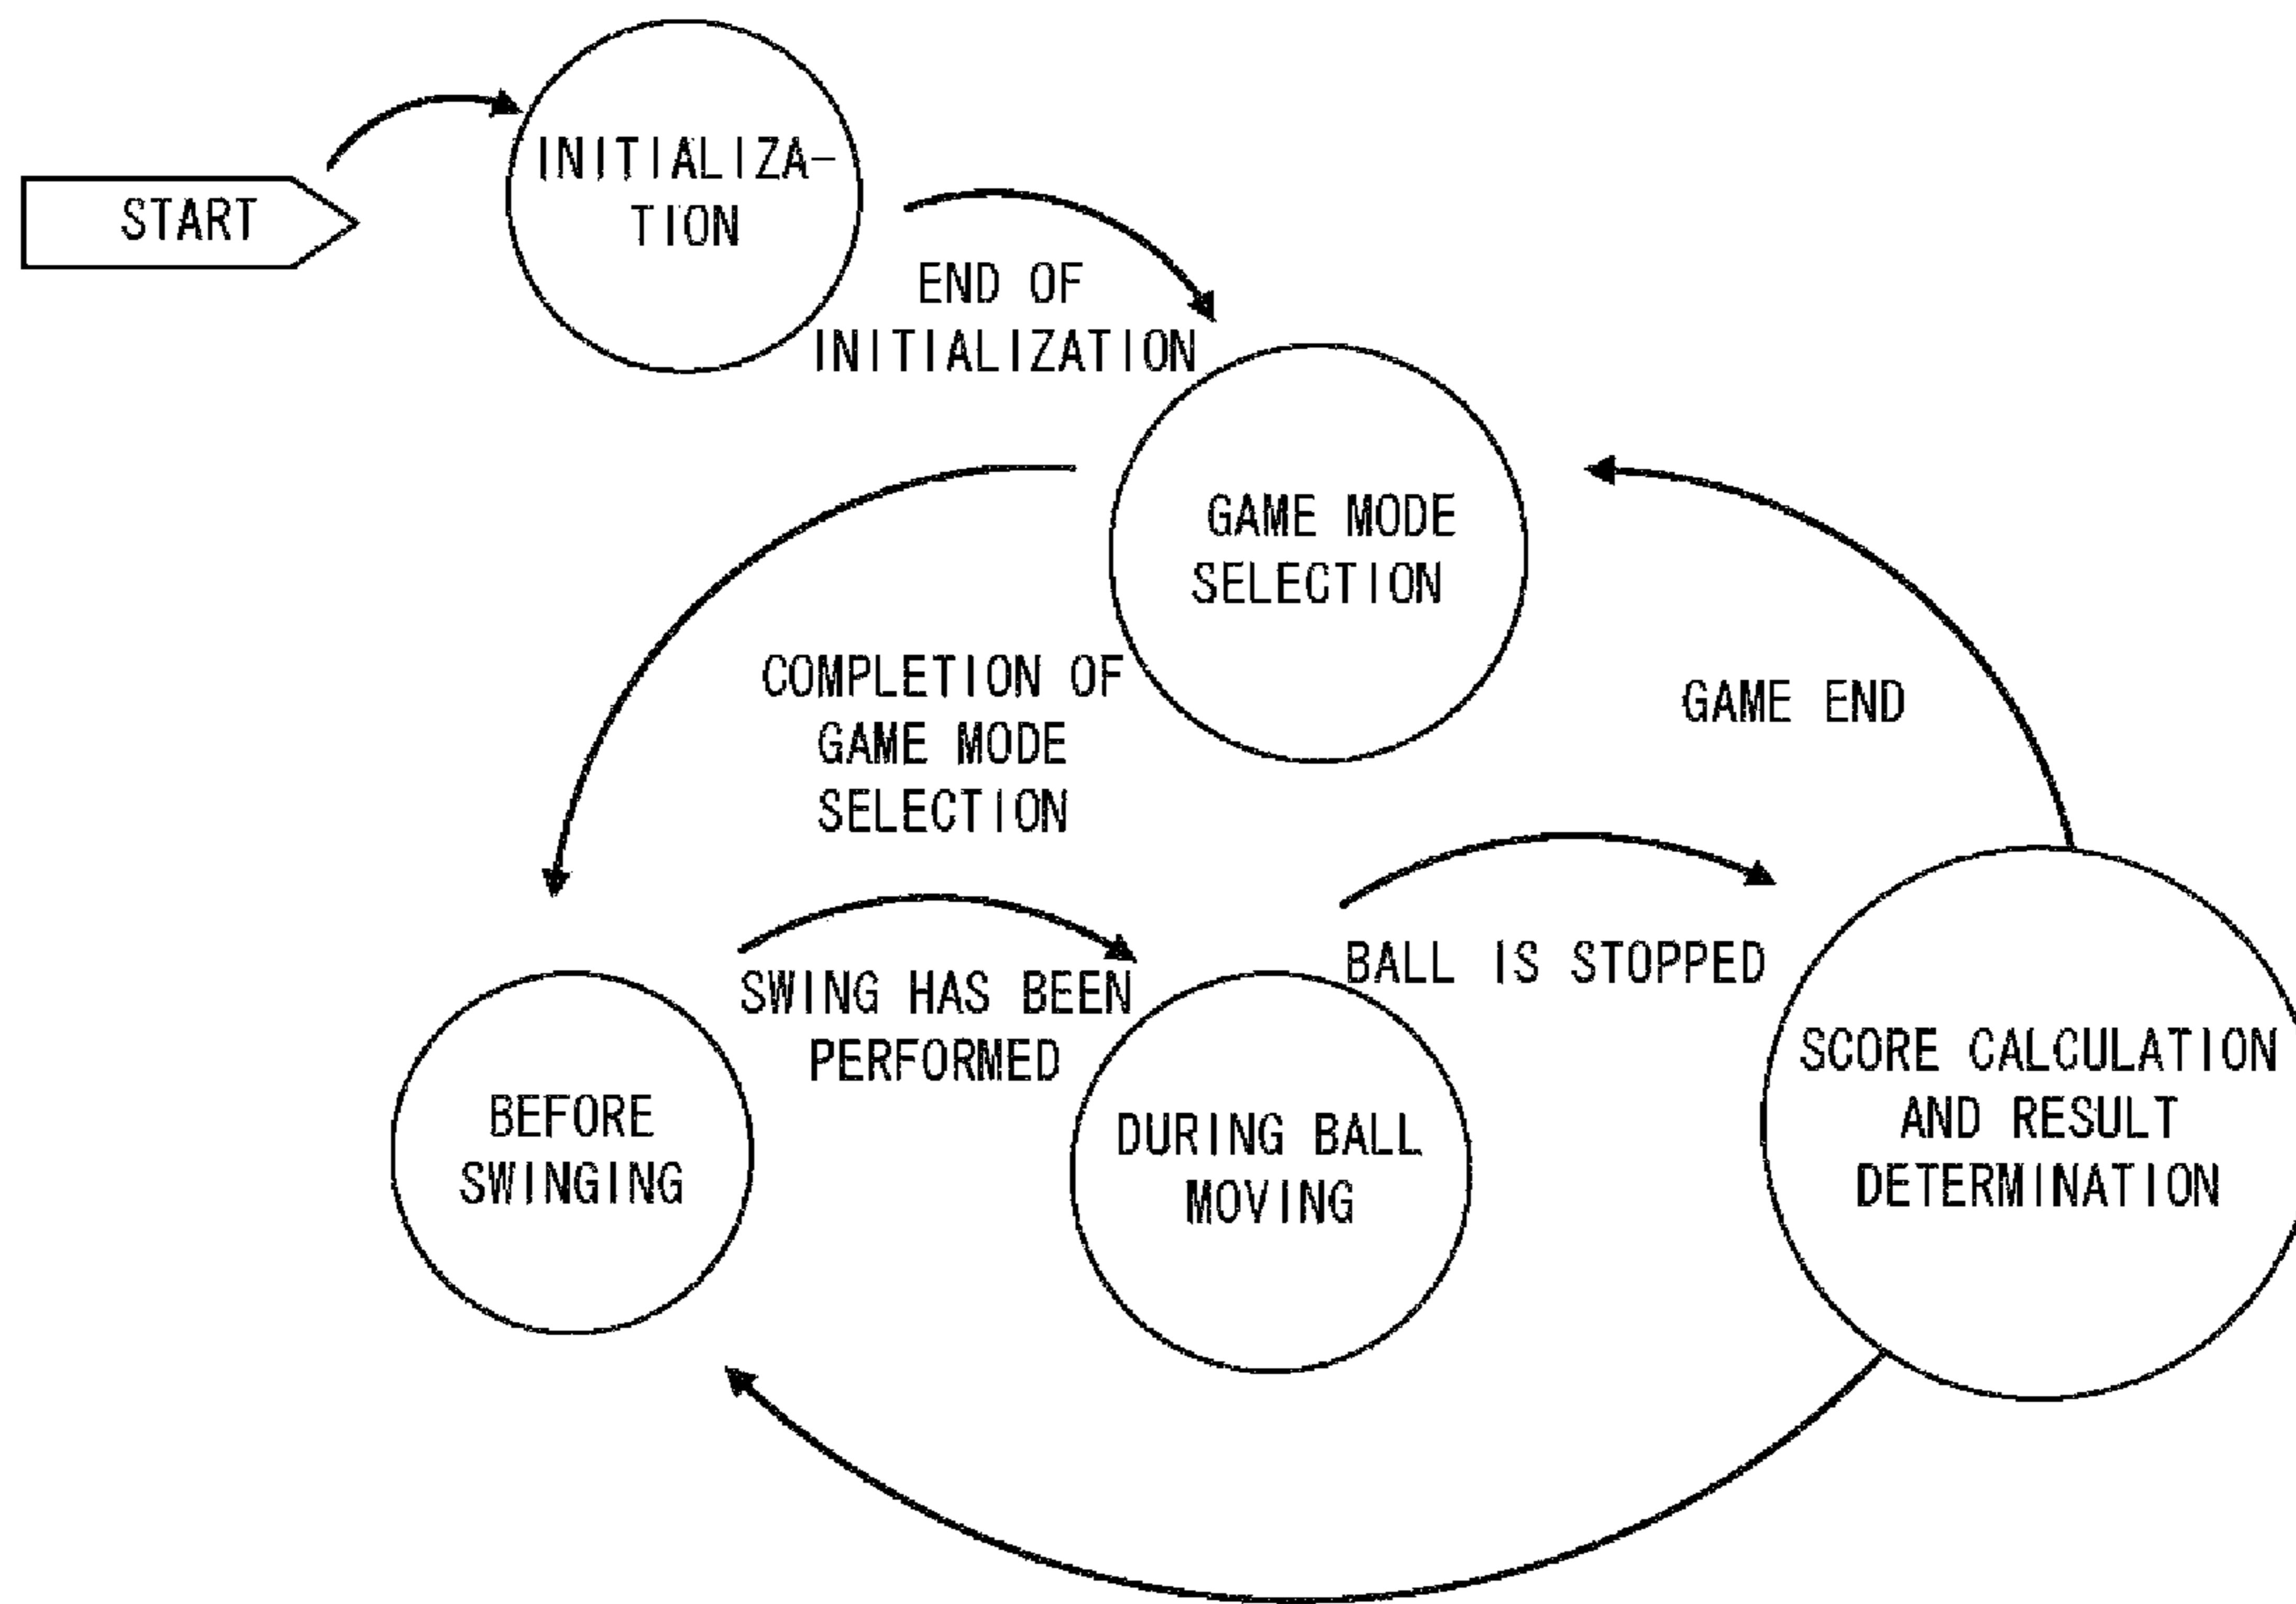 START
INITIALIZA-
TION
END OF
INITIALIZATION
GAME MODE
SELECTION
COMPLETION OF
GAME MODE
SELECTION
GAME END
SWING HAS BEEN
PERFORMED
BALL IS STOPPED
BEFORE
SWINGING
DURING BALL
MOVING
SCORE CALCULATION
AND RESULT
DETERMINATION